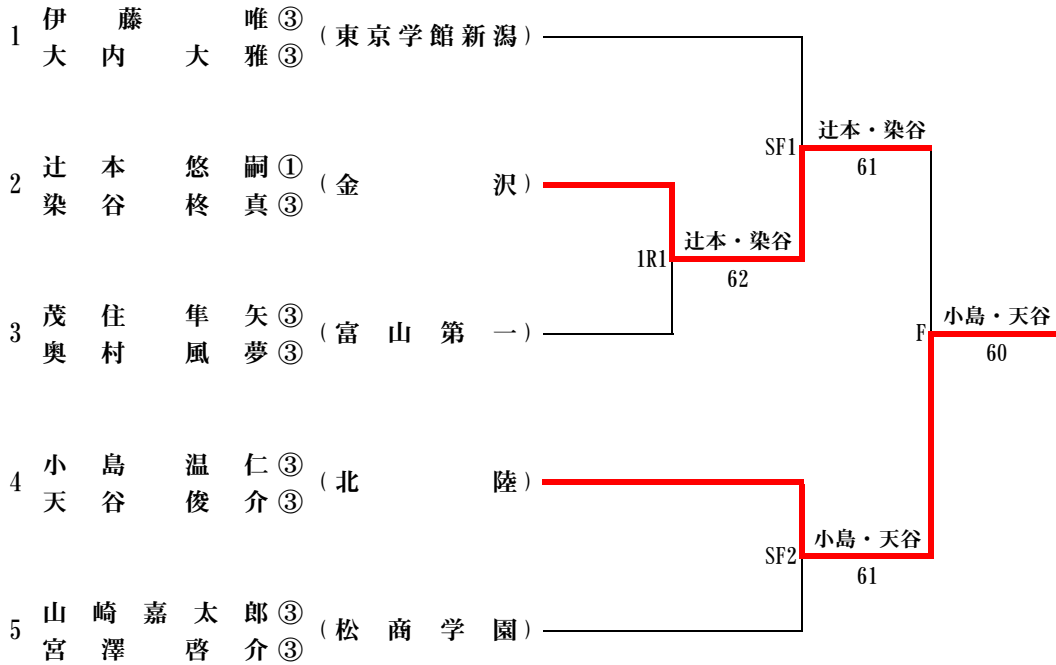 1 伊藤 唯③ (東京学館新潟)
大内 大雅③
辻本・染谷
SF1
61
2 辻本 悠嗣① (金沢)
染谷 柊真③
辻本・染谷
1R1
62
3 茂住 隼矢③ (富山第一)
奥村 風夢③
小島・天谷
F
60
4 小島 温仁③ (北陸)
天谷 俊介③
小島・天谷
SF2
61
5 山崎嘉太郎③ (松商学園)
宮澤 啓介③